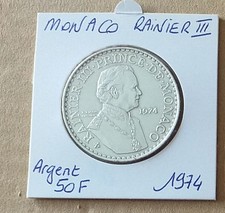 MONACO RAINIER III
RAINIER III PRINCE DE MONACO
1974
Argent
50F
1974